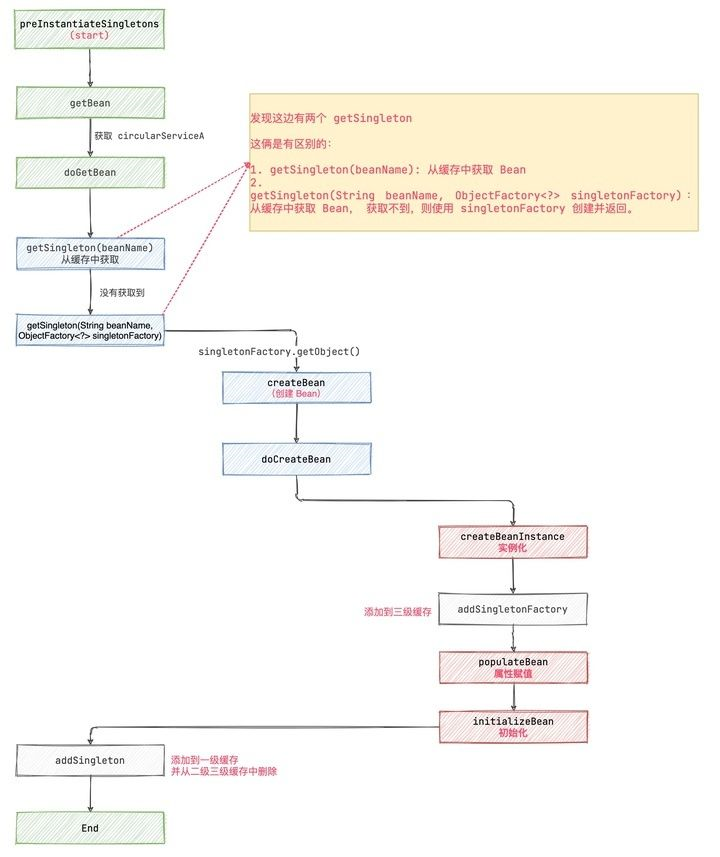 preInstantiateSingletons
(start)
getBean
获取 circularServiceA
doGetBean
getSingleton(beanName)
从缓存中获取
没有获取到
getSingleton(String beanName,
ObjectFactory<?> singletonFactory)
发现这边有两个 getSingleton
这俩是有区别的：
1. getSingleton(beanName): 从缓存中获取 Bean
2.
getSingleton(String beanName, ObjectFactory<?> singletonFactory)：
从缓存中获取 Bean， 获取不到，则使用 singletonFactory 创建并返回。
singletonFactory.getObject()
createBean
（创建 Bean）
doCreateBean
createBeanInstance
实例化
添加到三级缓存
addSingletonFactory
populateBean
属性赋值
initializeBean
初始化
addSingleton
添加到一级缓存
并从二级三级缓存中删除
End